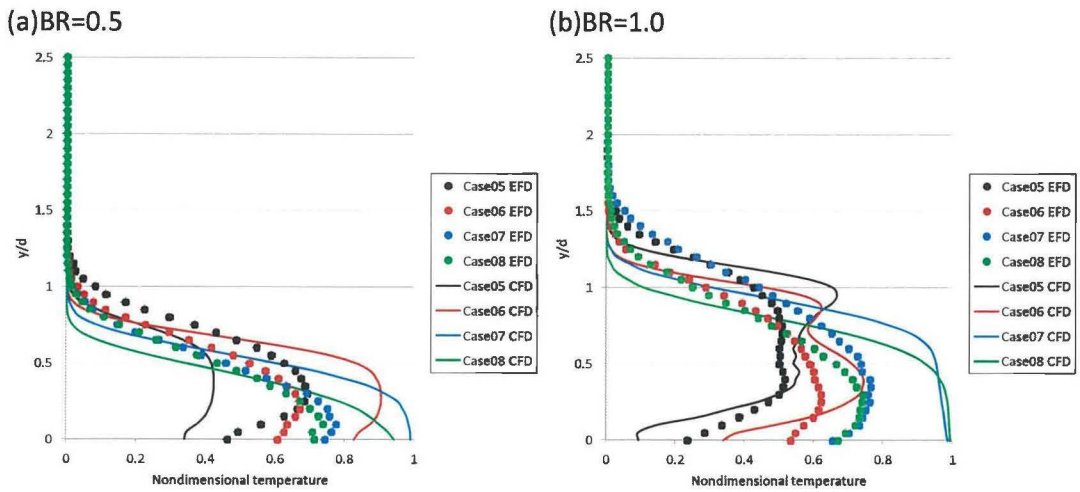 (a)BR=0.5
2.5
2
1.5
1
0.5
0
y/d
0 0.2 0.4 0.6 0.8 1
Nondimensional temperature
Case05 EFD
Case06 EFD
Case07 EFD
Case08 EFD
Case05 CFD
Case06 CFD
Case07 CFD
Case08 CFD
(b)BR=1.0
2.5
2
1.5
1
0.5
0
y/d
0 0.2 0.4 0.6 0.8 1
Nondimensional temperature
Case05 EFD
Case06 EFD
Case07 EFD
Case08 EFD
Case05 CFD
Case06 CFD
Case07 CFD
Case08 CFD